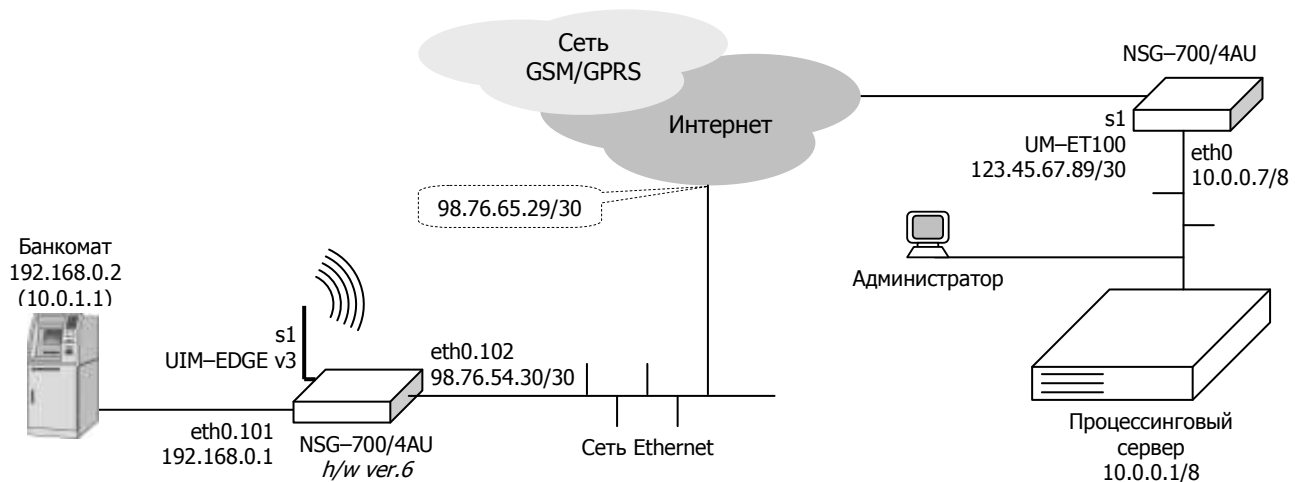 Сеть
GSM/GPRS
Интернет
NSG–700/4AU
s1
UM–ET100
123.45.67.89/30
eth0
10.0.0.7/8
98.76.65.29/30
Администратор
Банкомат
192.168.0.2
(10.0.1.1)
s1
UIM–EDGE v3
eth0.102
98.76.54.30/30
eth0.101
192.168.0.1
NSG–700/4AU
h/w ver.6
Сеть Ethernet
Процессинговый
сервер
10.0.0.1/8